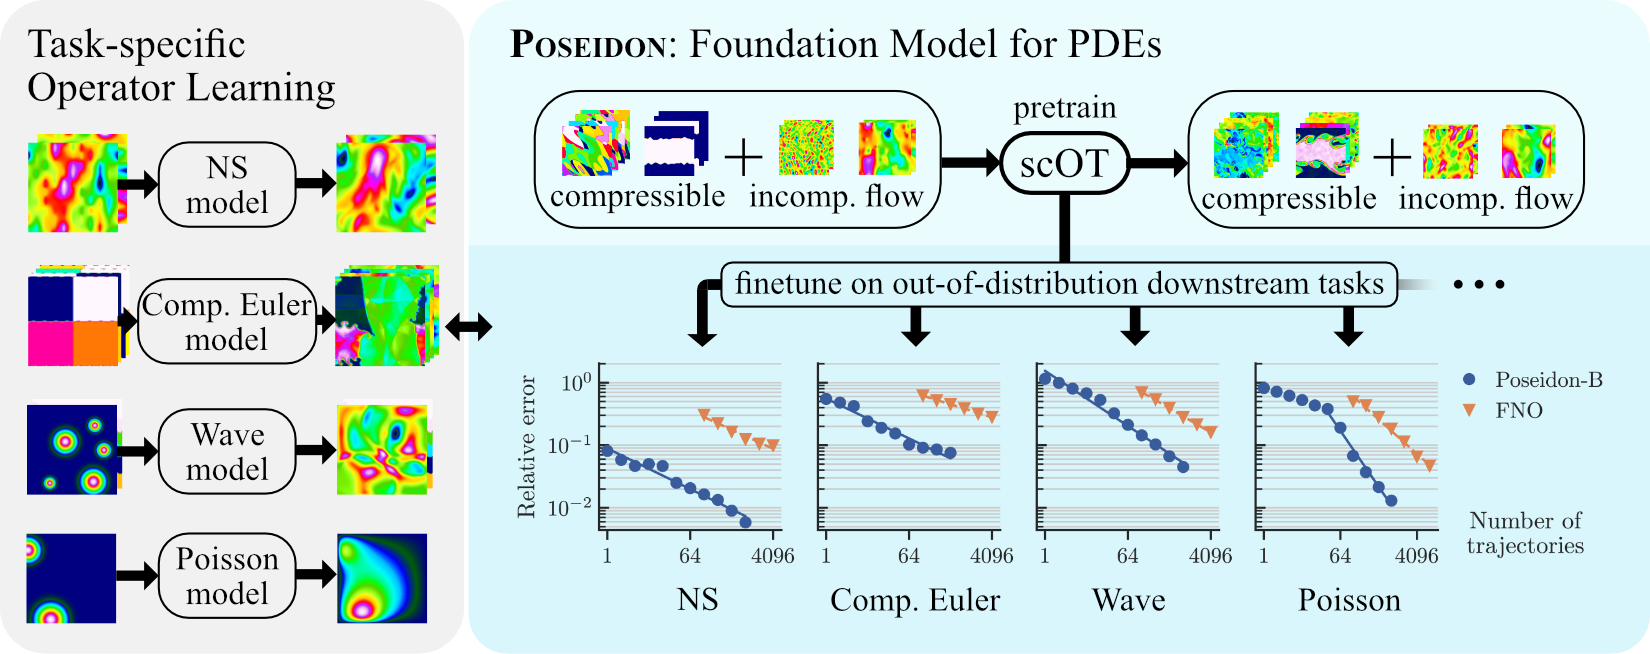 Task-specific
Operator Learning
NS
model
Comp. Euler
model
Wave
model
Poisson
model
POSEIDON: Foundation Model for PDEs
compressible + incomp. flow
pretrain
scOT
compressible + incomp. flow
finetune on out-of-distribution downstream tasks
...
Relative error
10⁰
10⁻¹
10⁻²
1 64 4096
NS
1 64 4096
Comp. Euler
1 64 4096
Wave
1 64 4096
Poisson
Poseidon-B
FNO
Number of
trajectories